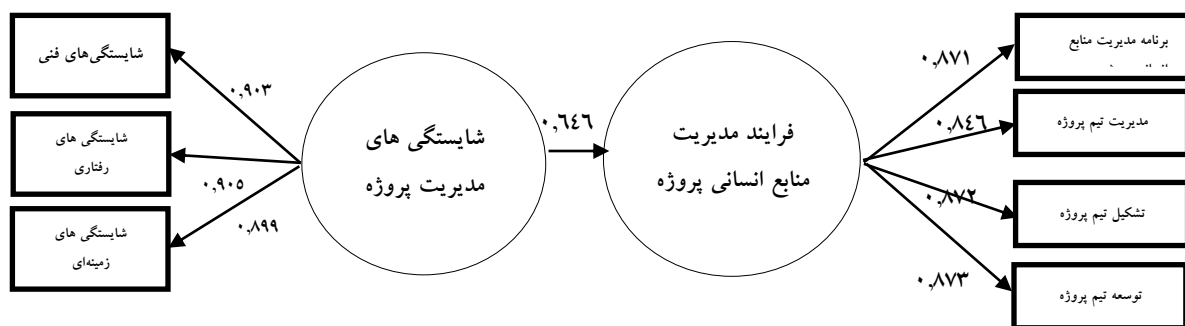 شایستگی‌های فنی
۰,۹۰۳
شایستگی های
رفتاری
۰,۹۰۵
شایستگی های
زمینه‌ای
۰,۸۹۹
شایستگی های
مدیریت پروژه
۰,٦٤٦
فرایند مدیریت
منابع انسانی پروژه
۰,۸۷۱
برنامه مدیریت منابع
۰,۸٤٦
مدیریت تیم پروژه
۰,۸۷۲
تشکیل تیم پروژه
۰,۸۷۳
توسعه تیم پروژه